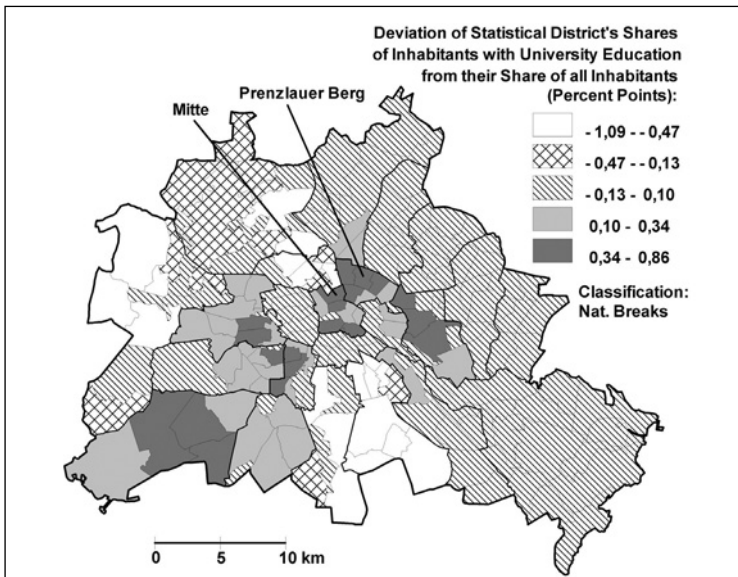 Deviation of Statistical District's Shares
of Inhabitants with University Education
from their Share of all Inhabitants
(Percent Points):
Prenzlauer Berg
Mitte
- 1,09 - - 0,47
- 0,47 - - 0,13
- 0,13 - 0,10
0,10 - 0,34
0,34 - 0,86
Classification:
Nat. Breaks
0 5 10 km